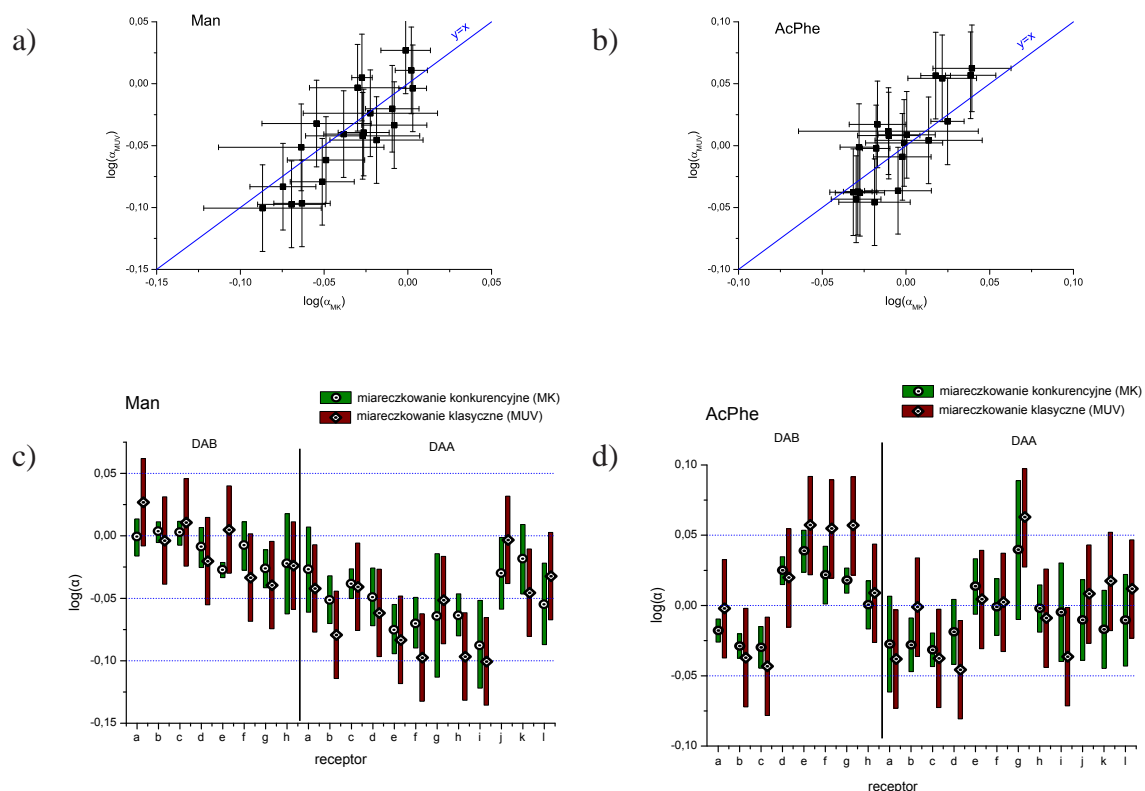 a)
Man
0,05
0,00
-0,05
-0,10
-0,15
log(α_MUV)
y=x
-0,15
-0,10
-0,05
0,00
0,05
log(α_MK)
b)
AcPhe
0,10
0,05
0,00
-0,05
-0,10
log(α_MUV)
y=x
-0,10
-0,05
0,00
0,05
0,10
log(α_MK)
c)
Man
miareczkowanie konkurencyjne (MK)
miareczkowanie klasyczne (MUV)
DAB
DAA
0,05
0,00
-0,05
-0,10
-0,15
log(α)
a b c d e f g h a b c d e f g h i j k l
receptor
d)
AcPhe
miareczkowanie konkurencyjne (MK)
miareczkowanie klasyczne (MUV)
DAB
DAA
0,10
0,05
0,00
-0,05
-0,10
log(α)
a b c d e f g h a b c d e f g h i j k l
receptor